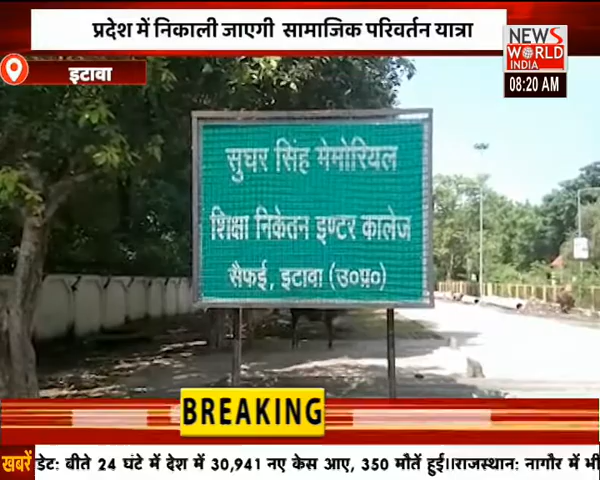 प्रदेश में निकाली जाएगी सामाजिक परिवर्तन यात्रा
NEWS
WORLD
INDIA
08:20 AM
इटावा
सुघर सिंह मेमोरियल
शिक्षा निकेतन इण्टर कालेज
सैफई, इटावा (उ०प्र०)
BREAKING
खबरें डेट: बीते 24 घंटे में देश में 30,941 नए केस आए, 350 मौतें हुई।।राजस्थान: नागौर में भी